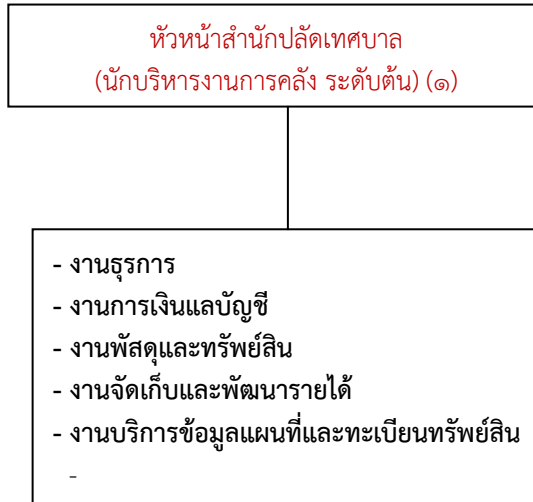 หัวหน้าสำนักปลัดเทศบาล
(นักบริหารงานการคลัง ระดับต้น) (๑)
- งานธุรการ
- งานการเงินแลบัญชี
- งานพัสดุและทรัพย์สิน
- งานจัดเก็บและพัฒนารายได้
- งานบริการข้อมูลแผนที่และทะเบียนทรัพย์สิน
-